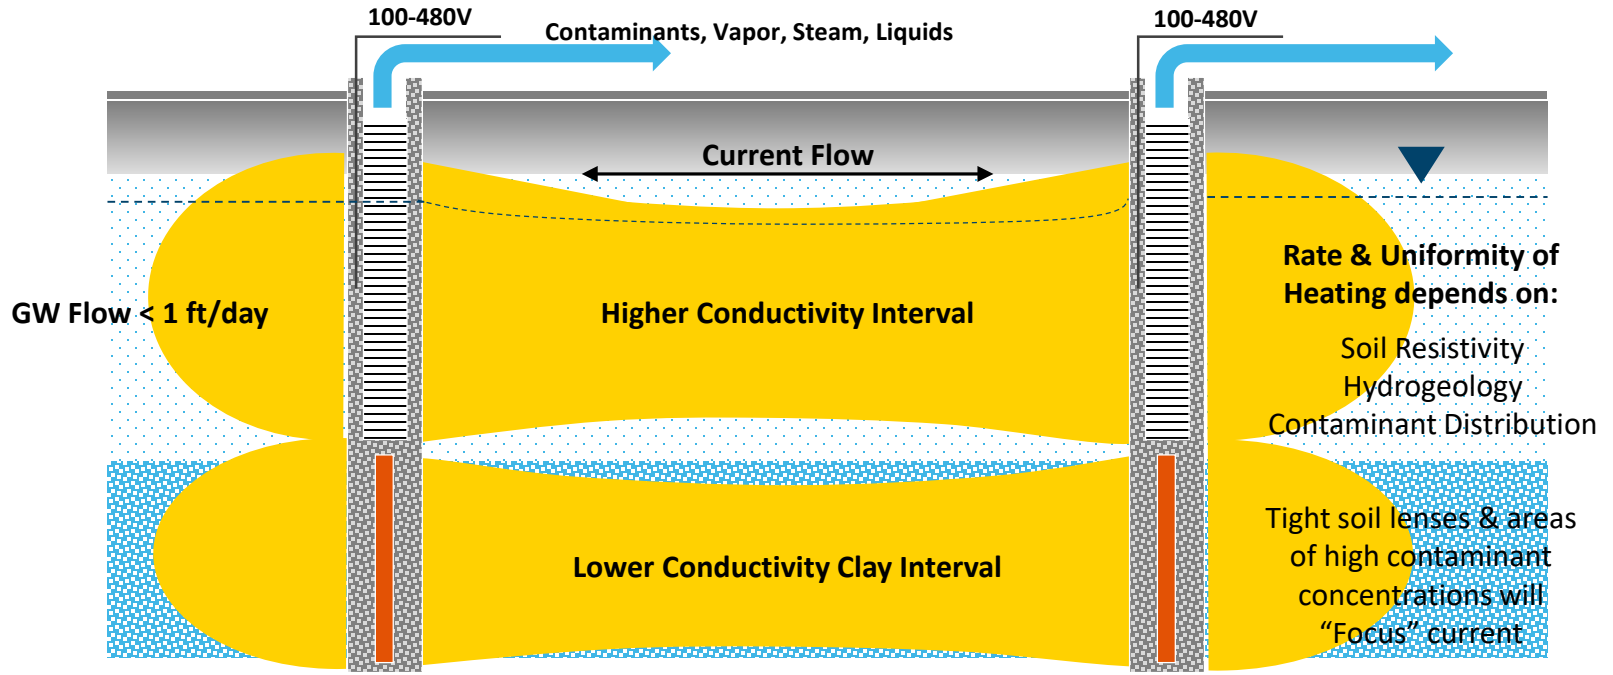 100-480V
Contaminants, Vapor, Steam, Liquids
100-480V
Current Flow
GW Flow < 1 ft/day
Higher Conductivity Interval
Rate & Uniformity of
Heating depends on:
Soil Resistivity
Hydrogeology
Contaminant Distribution
Lower Conductivity Clay Interval
Tight soil lenses & areas
of high contaminant
concentrations will
“Focus” current